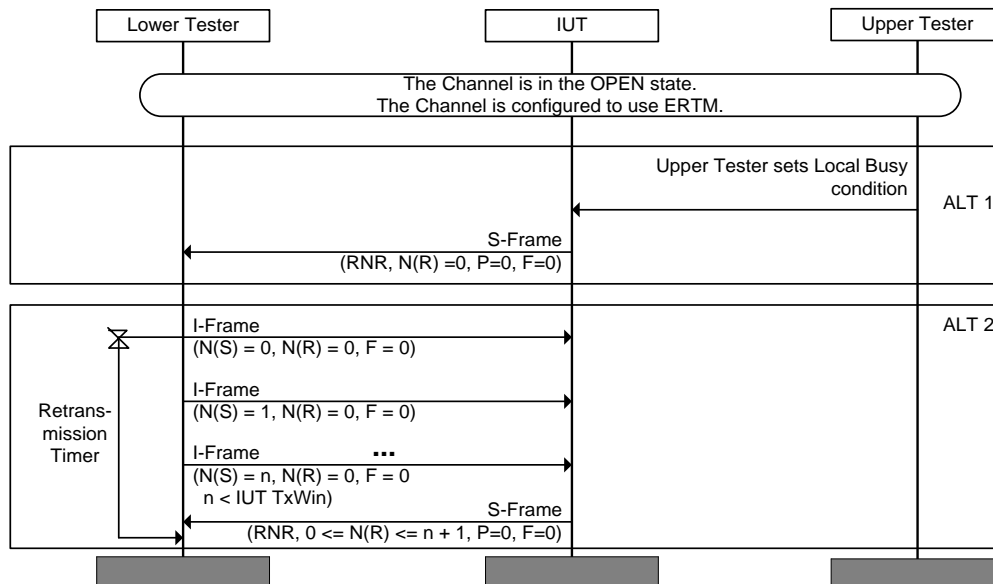 Lower Tester
IUT
Upper Tester
The Channel is in the OPEN state.
The Channel is configured to use ERTM.
Upper Tester sets Local Busy
condition
ALT 1
S-Frame
(RNR, N(R) =0, P=0, F=0)
ALT 2
I-Frame
(N(S) = 0, N(R) = 0, F = 0)
I-Frame
(N(S) = 1, N(R) = 0, F = 0)
Retrans-
mission
Timer
I-Frame ...
(N(S) = n, N(R) = 0, F = 0
n < IUT TxWin)
S-Frame
(RNR, 0 <= N(R) <= n + 1, P=0, F=0)